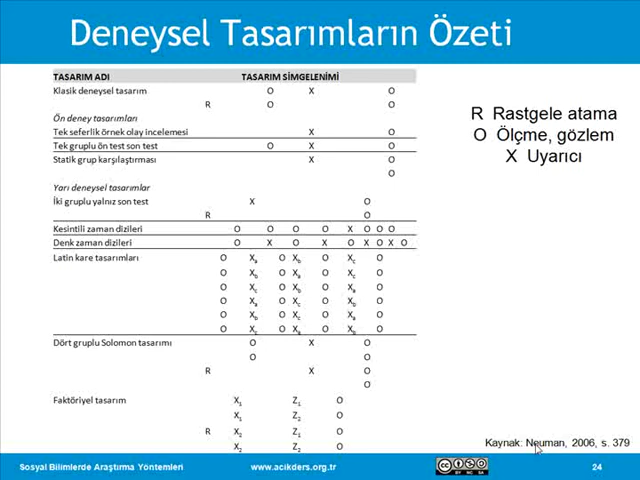 Deneysel Tasarımların Özeti
TASARIM ADI TASARIM SİMGELENİMİ
Klasik deneysel tasarım O X O
R O O
Ön deney tasarımları
Tek seferlik örnek olay incelemesi X O
Tek gruplu ön test son test O X O
Statik grup karşılaştırması X O
O
Yarı deneysel tasarımlar
İki gruplu yalnız son test X O
R O
Kesintili zaman dizileri O O O O X O O O
Denk zaman dizileri O X O X O X O X O
Latin kare tasarımları O Xa O Xb O Xc O
O Xb O Xa O Xc O
O Xc O Xb O Xa O
O Xa O Xc O Xb O
O Xb O Xc O Xa O
O Xc O Xa O Xb O
Dört gruplu Solomon tasarımı O X O
O O
R X O
O
Faktöriyel tasarım X1 Z1 O
X1 Z2 O
R X2 Z1 O
X2 Z2 O
R Rastgele atama
O Ölçme, gözlem
X Uyarıcı
Kaynak: Neuman, 2006, s. 379
Sosyal Bilimlerde Araştırma Yöntemleri www.acikders.org.tr 24